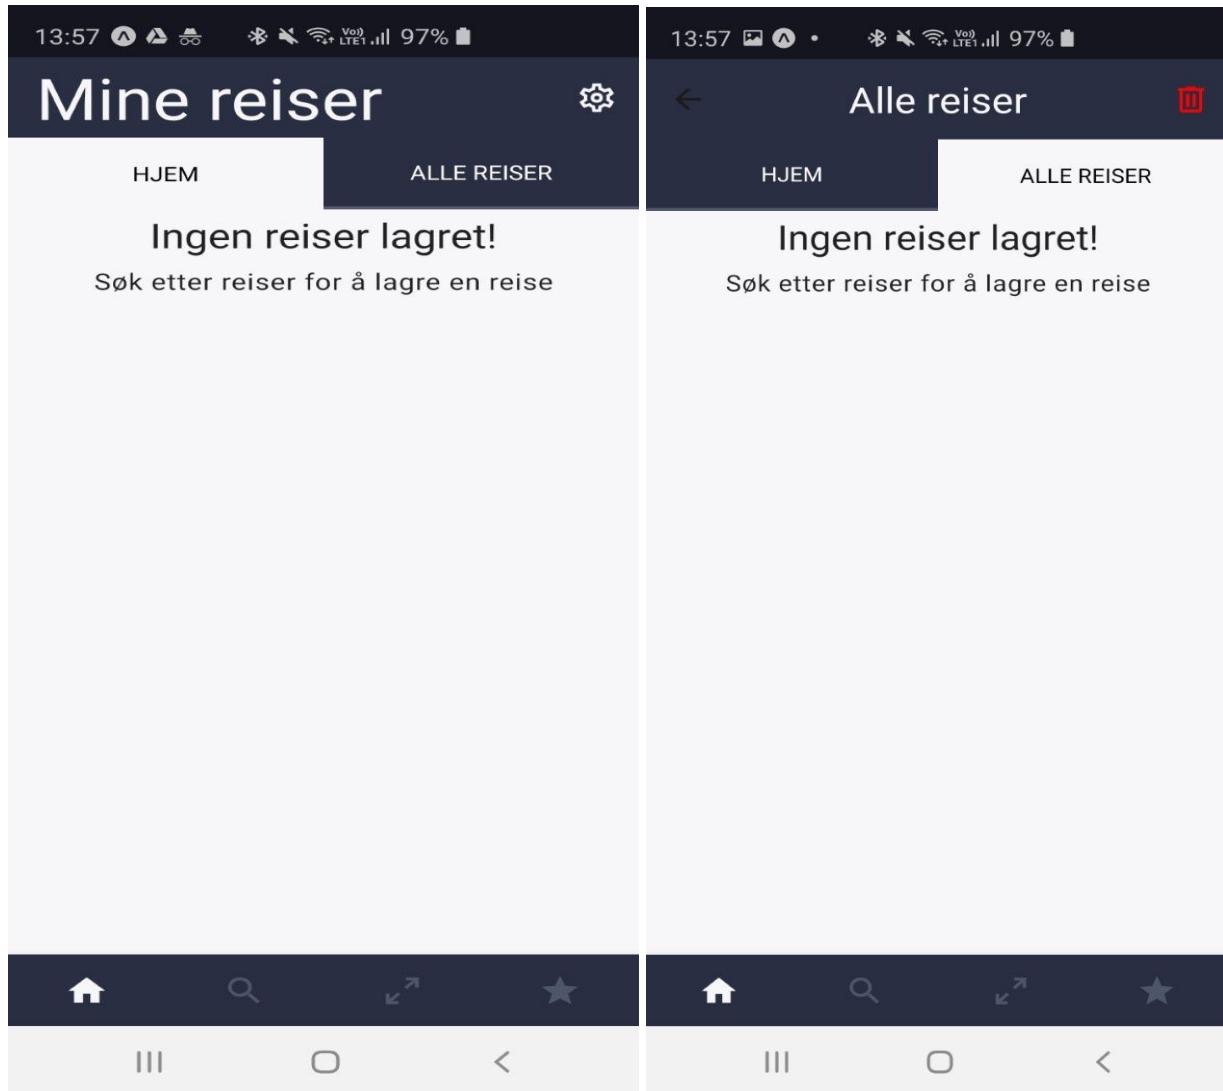 13:57 97%
Mine reiser
HJEM ALLE REISER
Ingen reiser lagret!
Søk etter reiser for å lagre en reise
13:57 97%
Alle reiser
HJEM ALLE REISER
Ingen reiser lagret!
Søk etter reiser for å lagre en reise